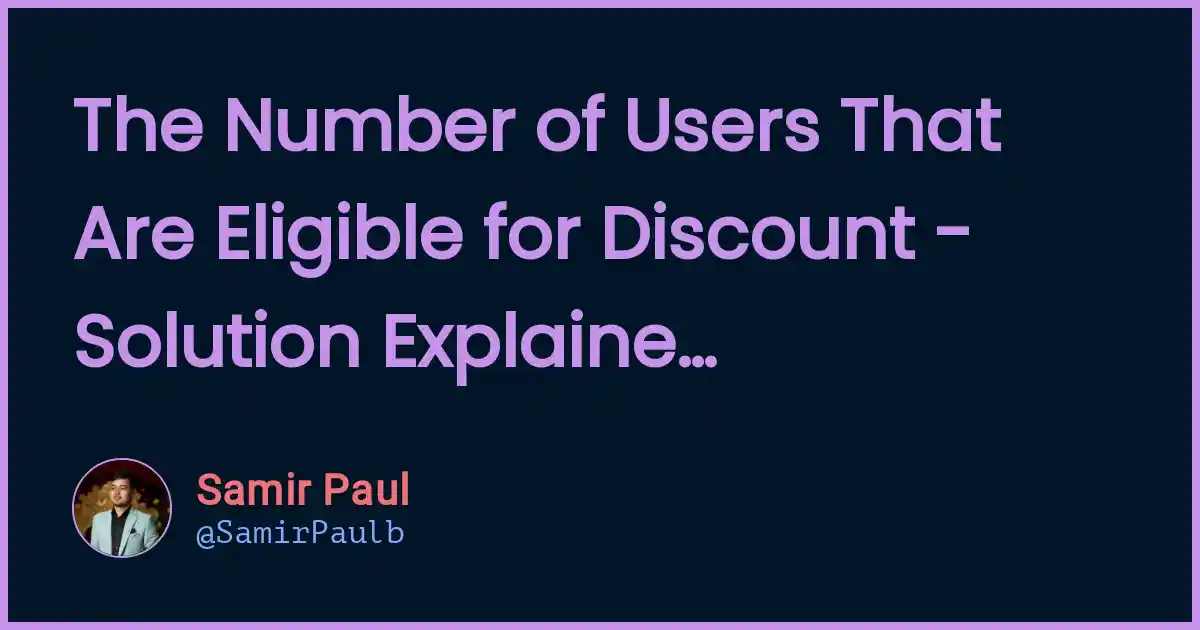 The Number of Users That
Are Eligible for Discount -
Solution Explaine...
Samir Paul
@SamirPaulb